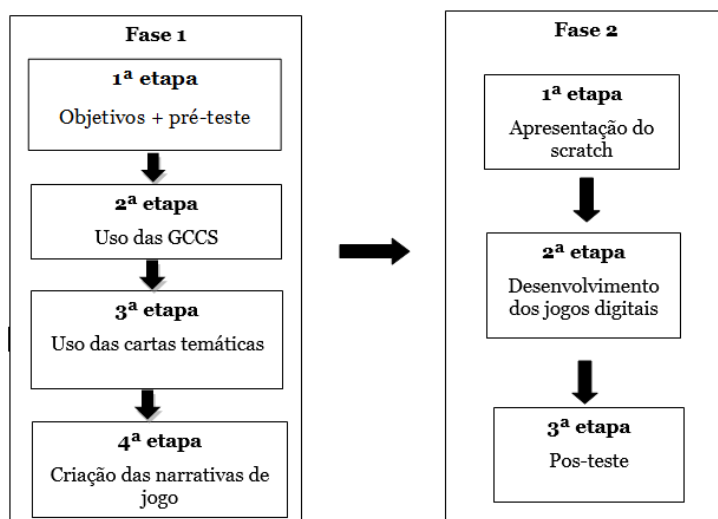 Fase 1
1ª etapa
Objetivos + pré-teste
2ª etapa
Uso das GCCS
3ª etapa
Uso das cartas temáticas
4ª etapa
Criação das narrativas de
jogo
Fase 2
1ª etapa
Apresentação do
scratch
2ª etapa
Desenvolvimento
dos jogos digitais
3ª etapa
Pos-teste